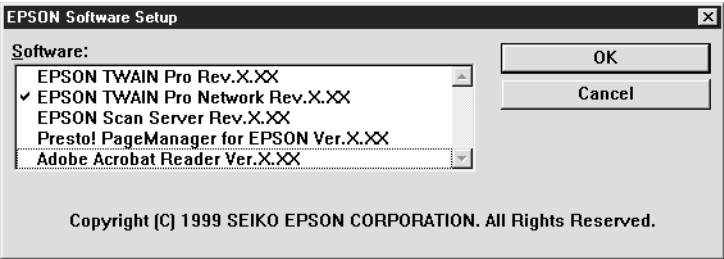 EPSON Software Setup
Software:
OK
EPSON TWAIN Pro Rev.X.XX
✓ EPSON TWAIN Pro Network Rev.X.XX
Cancel
EPSON Scan Server Rev.X.XX
Presto! PageManager for EPSON Ver.X.XX
Adobe Acrobat Reader Ver.X.XX
Copyright (C) 1999 SEIKO EPSON CORPORATION. All Rights Reserved.